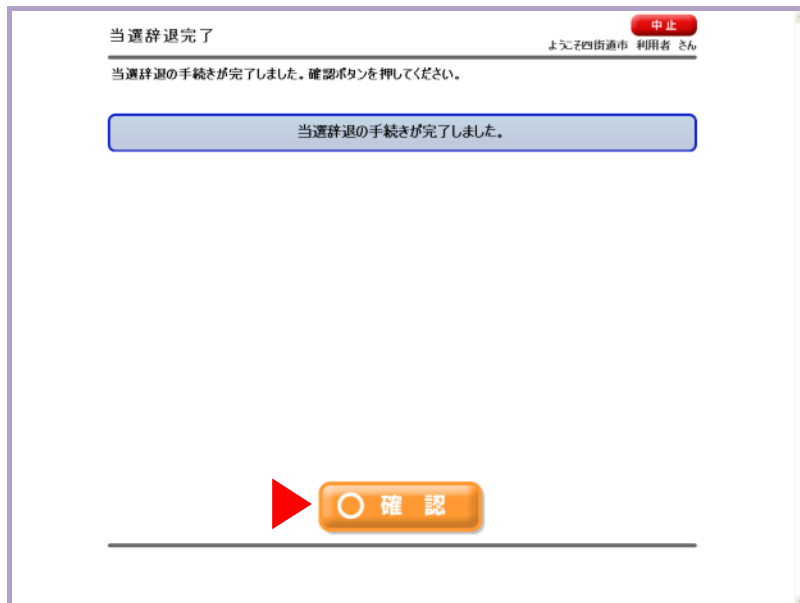 当選辞退完了
中止
ようこそ四街道市 利用者 さん
当選辞退の手続きが完了しました。確認ボタンを押してください。
当選辞退の手続きが完了しました。
確 認